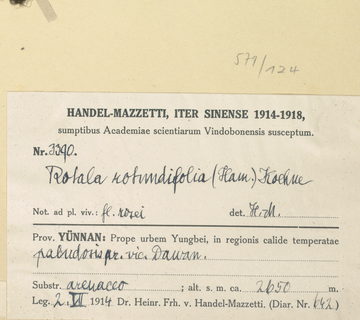 571/124
HANDEL-MAZZETTI, ITER SINENSE 1914-1918,
sumptibus Academiae scientiarum Vindobonensis susceptum.
Nr. 3390.
Rotala rotundifolia (Ham.) Koehne
Not. ad pl. viv.: fl. rosei det. H.-M.
Prov. YÜNNAN: Prope urbem Yungbei, in regionis calide temperatae
paludosis pr. vic. Dawan.
Substr. arenaceo ; alt. s. m. ca. 2650 m.
Leg. 2. VII 1914 Dr. Heinr. Frh. v. Handel-Mazzetti. (Diar. Nr. 642)